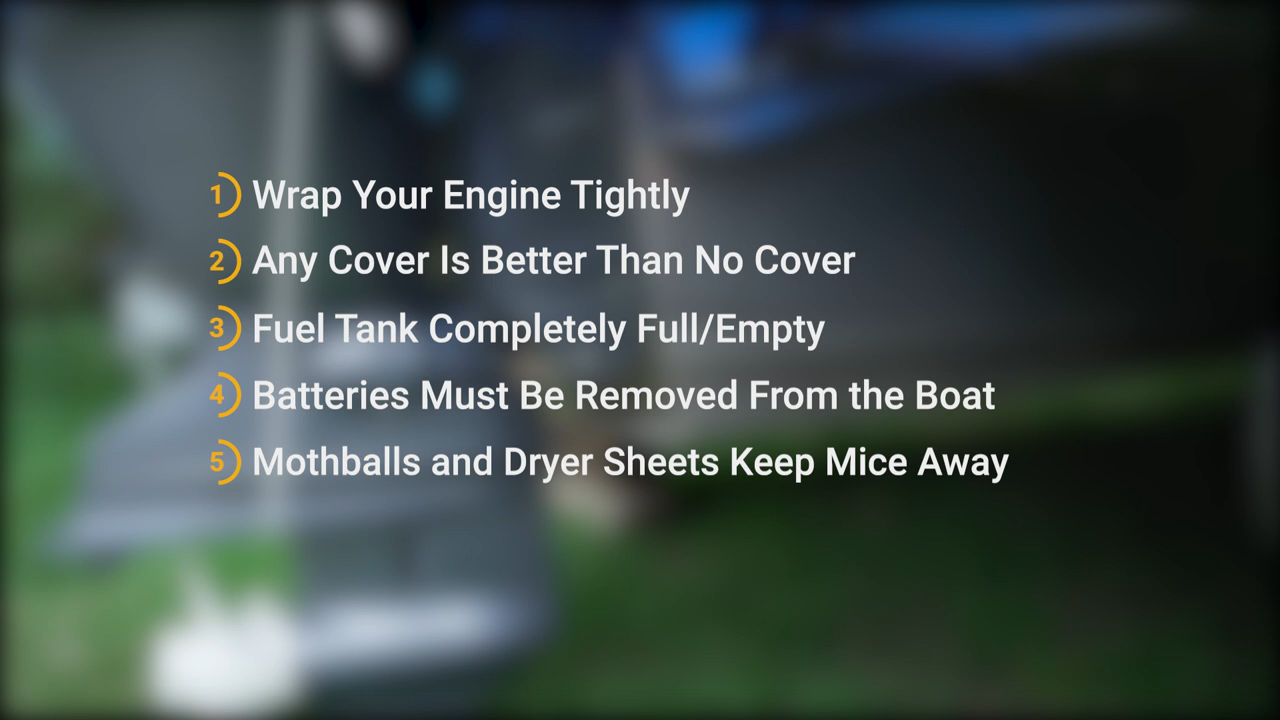 1 Wrap Your Engine Tightly
2 Any Cover Is Better Than No Cover
3 Fuel Tank Completely Full/Empty
4 Batteries Must Be Removed From the Boat
5 Mothballs and Dryer Sheets Keep Mice Away